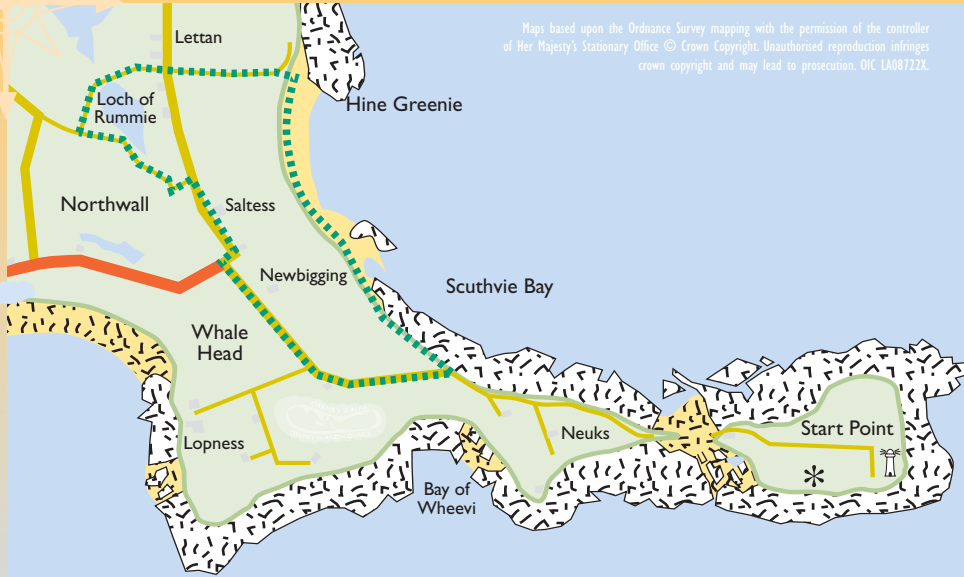 Maps based upon the Ordnance Survey mapping with the permission of the controller
of Her Majesty's Stationary Office © Crown Copyright. Unauthorised reproduction infringes
crown copyright and may lead to prosecution. OIC LA08722X.
Lettan
Hine Greenie
Loch of
Rummie
Northwall
Saltess
Newbigging
Scuthvie Bay
Whale
Head
Lopness
Neuks
Start Point
Bay of
Wheevi